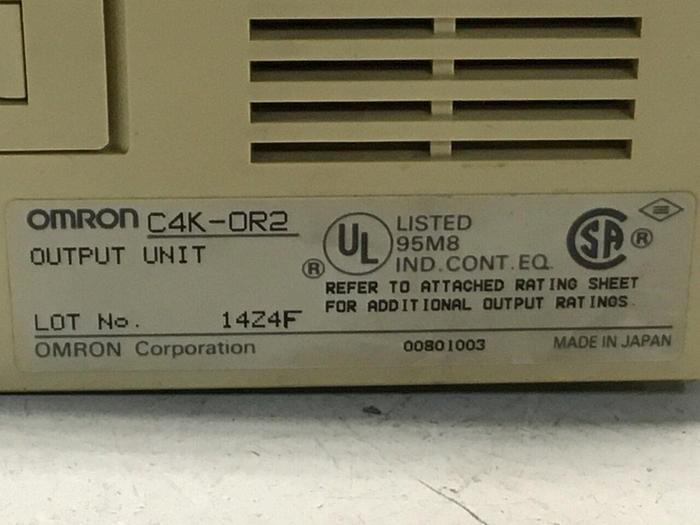 OMRON C4K-OR2
OUTPUT UNIT
LOT No. 14Z4F
UL ® LISTED
95M8
IND. CONT. EQ.
SA ®
REFER TO ATTACHED RATING SHEET
FOR ADDITIONAL OUTPUT RATINGS.
OMRON Corporation 00801003 MADE IN JAPAN